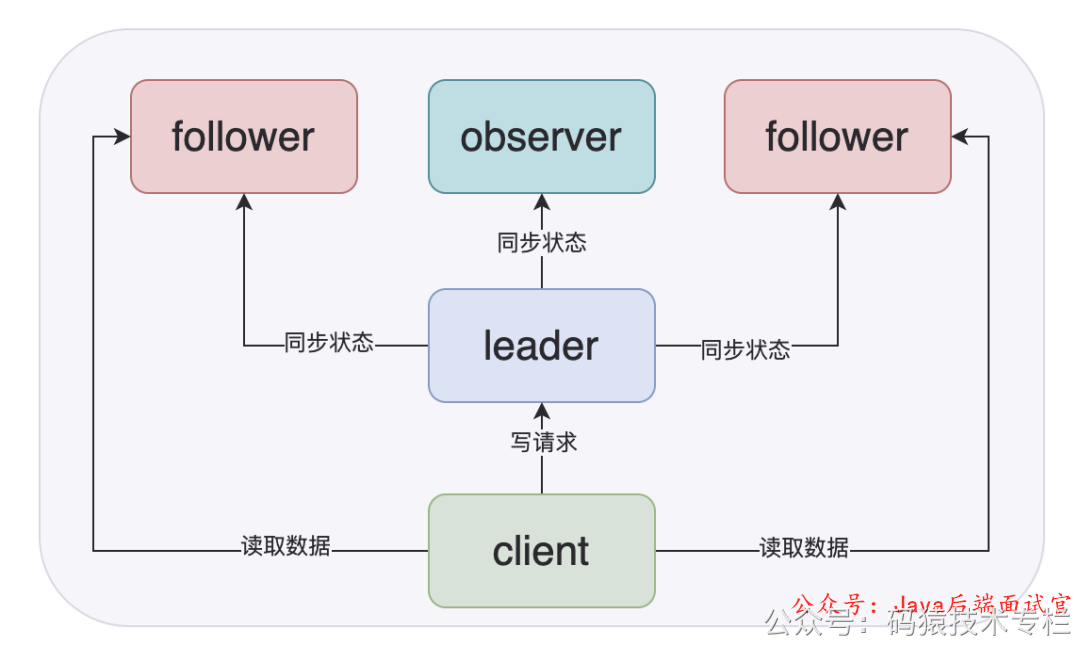 follower
observer
follower
同步状态
同步状态
leader
同步状态
写请求
读取数据
client
读取数据
公众号：Java后端面试官
公众号：码猿技术专栏